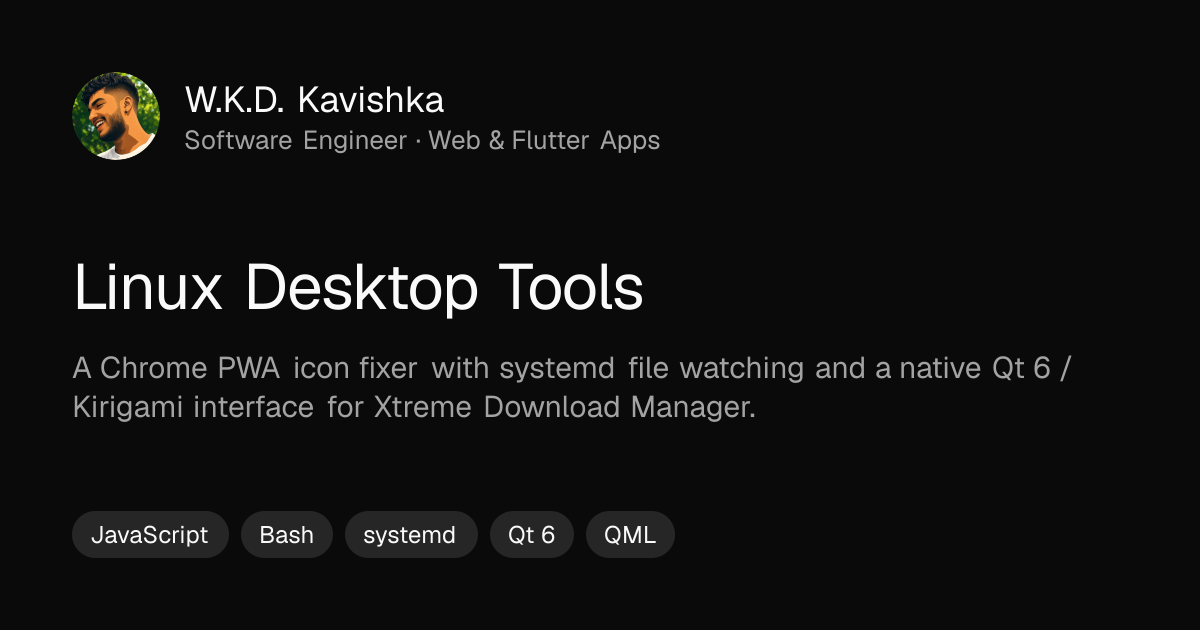 W.K.D. Kavishka
Software Engineer · Web & Flutter Apps
Linux Desktop Tools
A Chrome PWA icon fixer with systemd file watching and a native Qt 6 /
Kirigami interface for Xtreme Download Manager.
JavaScript Bash systemd Qt 6 QML